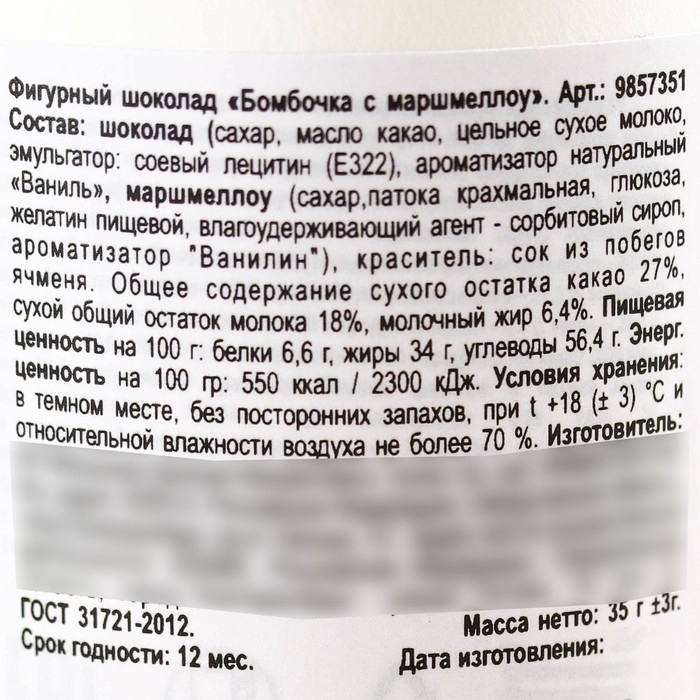 Фигурный шоколад «Бомбочка с маршмеллоу». Арт.: 9857351
Состав: шоколад (сахар, масло какао, цельное сухое молоко,
эмульгатор: соевый лецитин (Е322), ароматизатор натуральный
«Ваниль», маршмеллоу (сахар,патока крахмальная, глюкоза,
желатин пищевой, влагоудерживающий агент - сорбитовый сироп,
ароматизатор "Ванилин"), краситель: сок из побегов
ячменя. Общее содержание сухого остатка какао 27%,
сухой общий остаток молока 18%, молочный жир 6,4%. Пищевая
ценность на 100 г: белки 6,6 г, жиры 34 г, углеводы 56,4 г. Энерг.
ценность на 100 гр: 550 ккал / 2300 кДж. Условия хранения:
в темном месте, без посторонних запахов, при t +18 (± 3) °С и
относительной влажности воздуха не более 70 %. Изготовитель:
ГОСТ 31721-2012.
Масса нетто: 35 г ±3г.
Срок годности: 12 мес.
Дата изготовления: